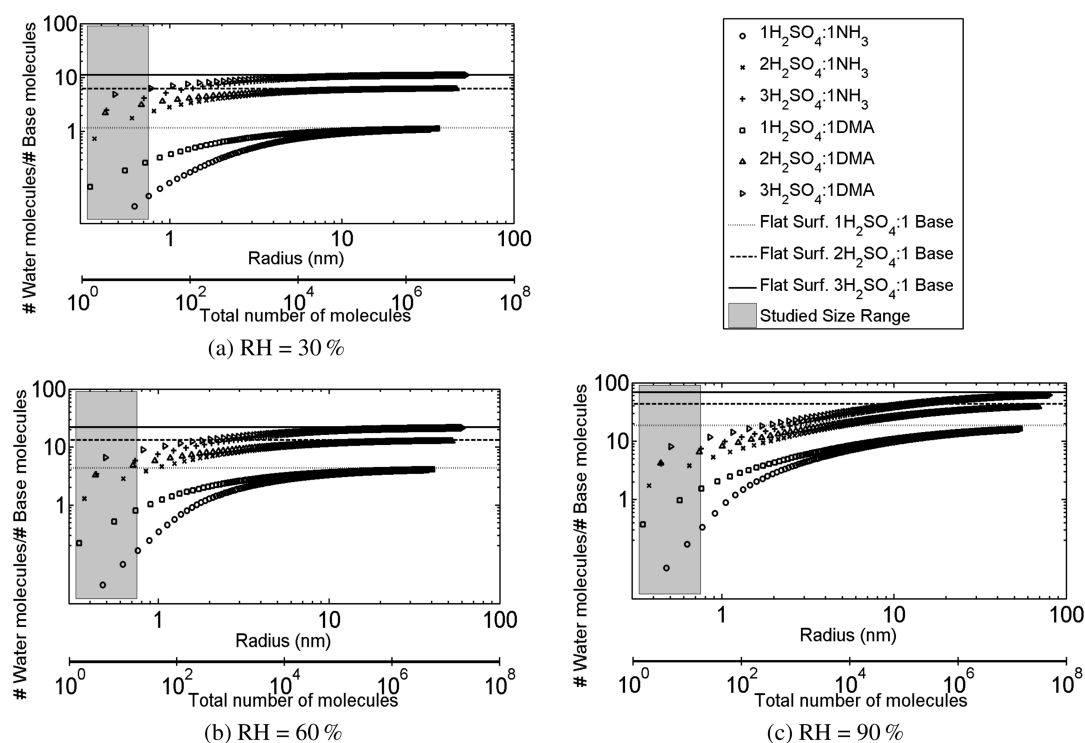 # Water molecules/# Base molecules
100
10
1
1
10
100
Radius (nm)
10^0
10^2
10^4
10^6
10^8
Total number of molecules
(a) RH = 30 %
1H₂SO₄:1NH₃
2H₂SO₄:1NH₃
3H₂SO₄:1NH₃
1H₂SO₄:1DMA
2H₂SO₄:1DMA
3H₂SO₄:1DMA
Flat Surf. 1H₂SO₄:1 Base
Flat Surf. 2H₂SO₄:1 Base
Flat Surf. 3H₂SO₄:1 Base
Studied Size Range
# Water molecules/# Base molecules
100
10
1
1
10
100
Radius (nm)
10^0
10^2
10^4
10^6
10^8
Total number of molecules
(b) RH = 60 %
# Water molecules/# Base molecules
100
10
1
1
10
100
Radius (nm)
10^0
10^2
10^4
10^6
10^8
Total number of molecules
(c) RH = 90 %